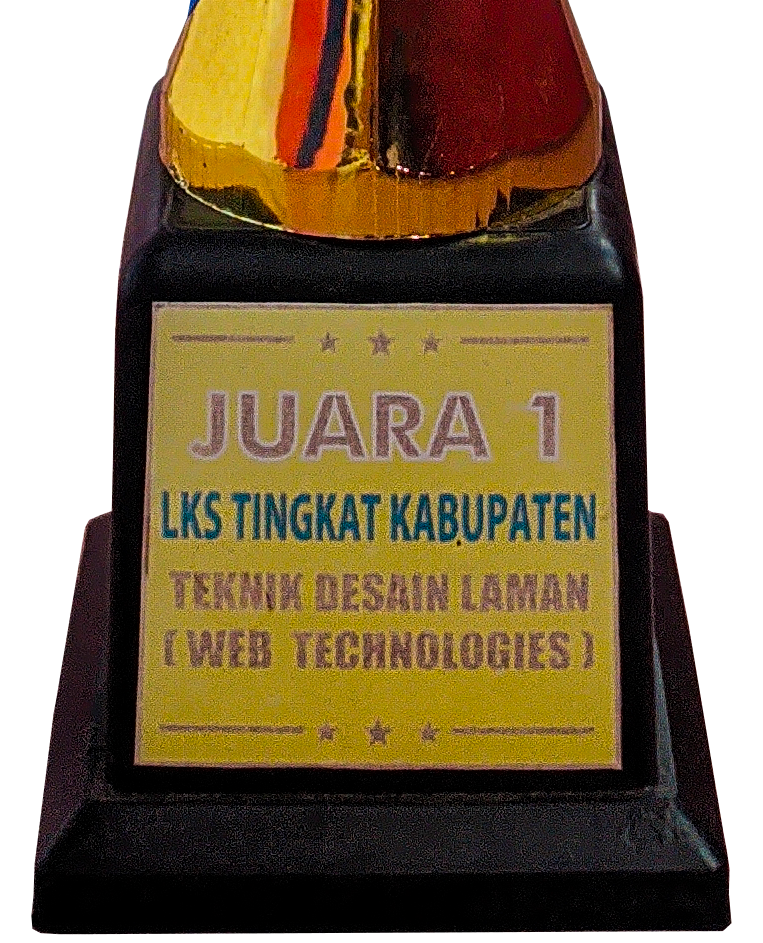 JUARA 1
LKS TINGKAT KABUPATEN
TEKNIK DESAIN LAMAN
( WEB TECHNOLOGIES )